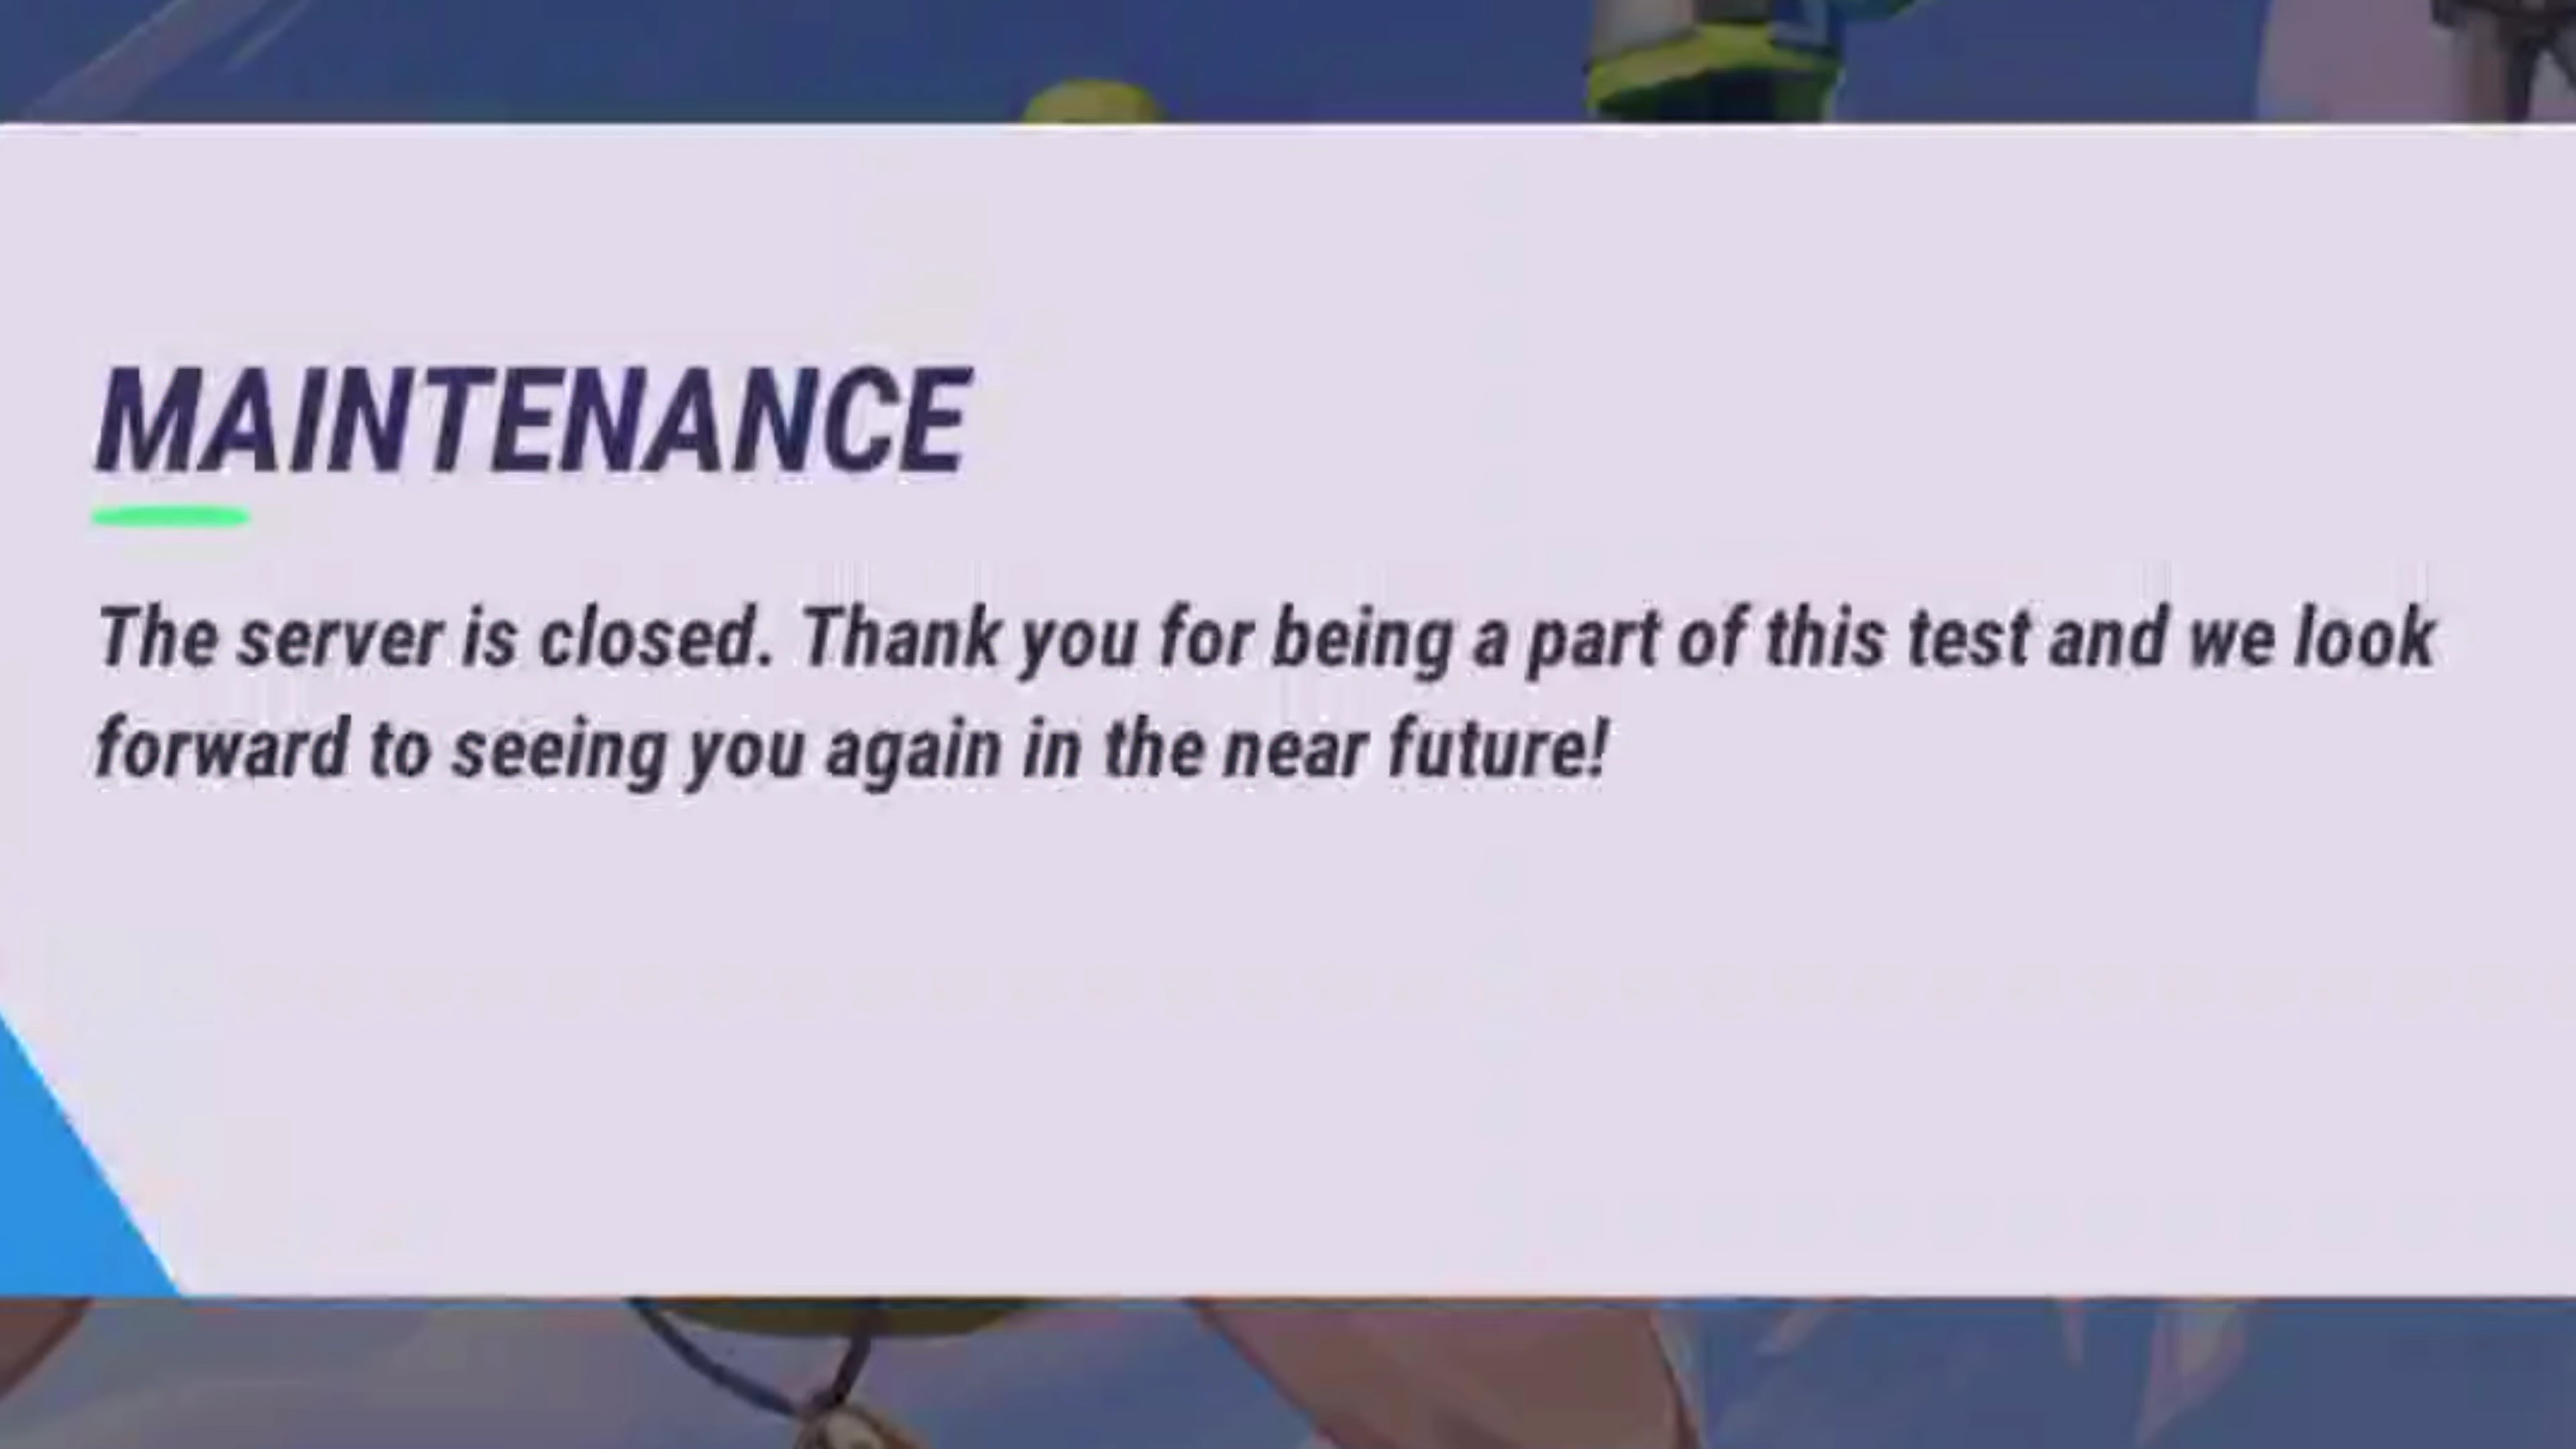 MAINTENANCE
The server is closed. Thank you for being a part of this test and we look
forward to seeing you again in the near future!